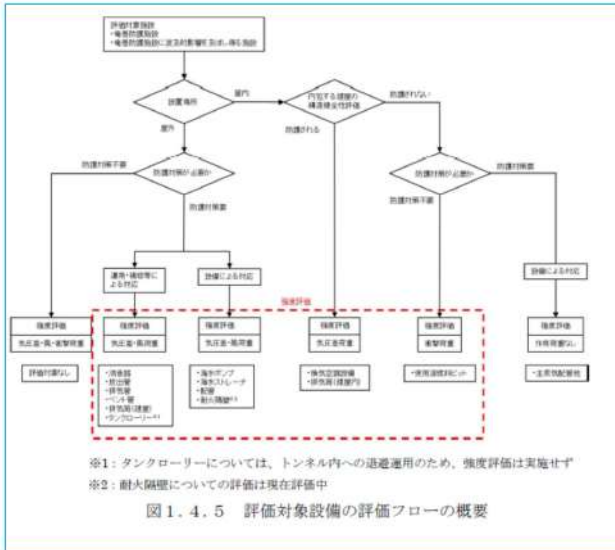 評価対象施設
・竜巻防護施設
・竜巻防護施設に波及的影響を及ぼし得る施設
設置場所
屋内
屋外
内包する建屋の
構造健全性評価
防護されない
防護される
防護対策が必要か
防護対策不要
防護対策要
防護対策が必要か
防護対策不要
防護対策要
運用・補修等に
よる対応
設備による対応
設備による対応
強度評価
強度評価
気圧差・風・衝撃荷重
強度評価
気圧差・風荷重
強度評価
気圧差・風荷重
強度評価
気圧差荷重
強度評価
衝撃荷重
強度評価
作用荷重なし
評価対象なし
・消音器
・放出管
・排気管
・ベント管
・排気筒(建屋)
・タンクローリー※1
・海水ポンプ
・海水ストレーナ
・配管
・耐火隔壁※2
・換気空調設備
・排気筒(建屋内)
・使用済燃料ピット
・主蒸気配管他
※1：タンクローリーについては、トンネル内への退避運用のため、強度評価は実施せず
※2：耐火隔壁についての評価は現在評価中
図1.4.5 評価対象設備の評価フローの概要